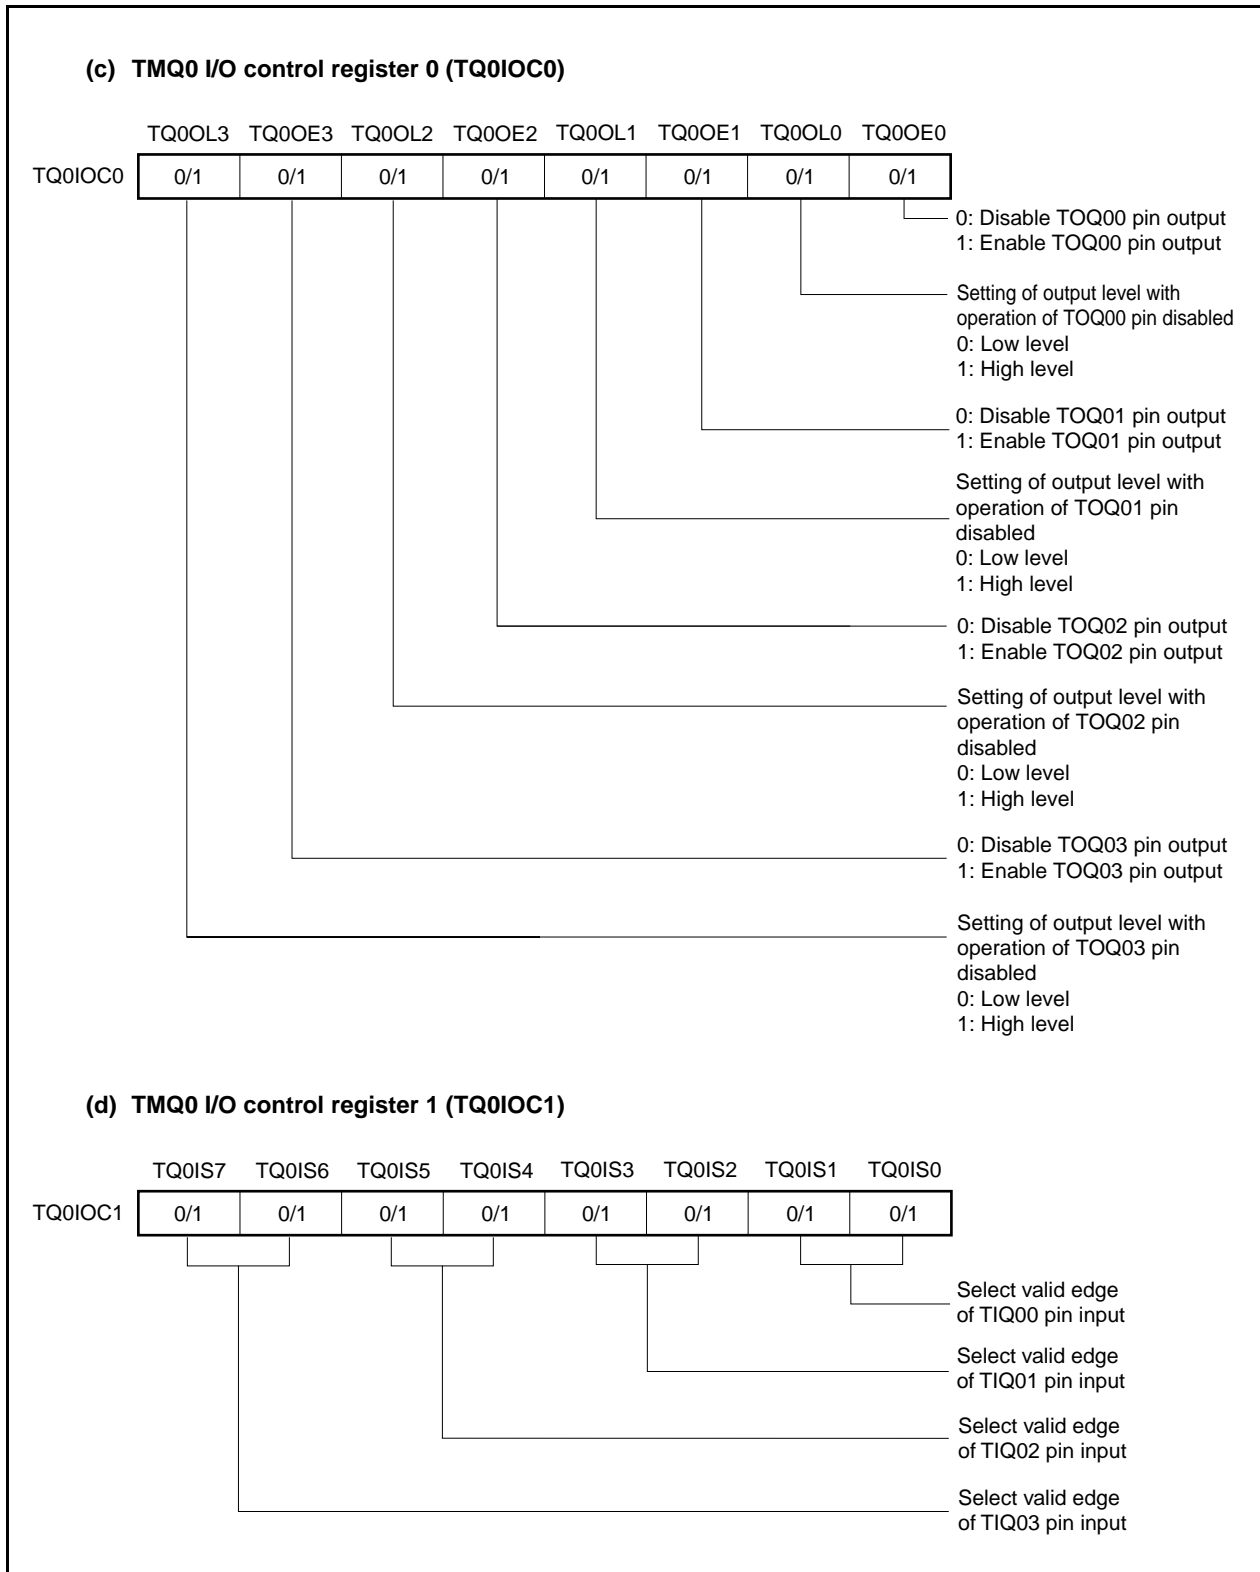 (c) TMQ0 I/O control register 0 (TQ0IOC0)
TQ0OL3 TQ0OE3 TQ0OL2 TQ0OE2 TQ0OL1 TQ0OE1 TQ0OL0 TQ0OE0
TQ0IOC0 0/1 0/1 0/1 0/1 0/1 0/1 0/1 0/1
0: Disable TOQ00 pin output
1: Enable TOQ00 pin output
Setting of output level with
operation of TOQ00 pin disabled
0: Low level
1: High level
0: Disable TOQ01 pin output
1: Enable TOQ01 pin output
Setting of output level with
operation of TOQ01 pin
disabled
0: Low level
1: High level
0: Disable TOQ02 pin output
1: Enable TOQ02 pin output
Setting of output level with
operation of TOQ02 pin
disabled
0: Low level
1: High level
0: Disable TOQ03 pin output
1: Enable TOQ03 pin output
Setting of output level with
operation of TOQ03 pin
disabled
0: Low level
1: High level
(d) TMQ0 I/O control register 1 (TQ0IOC1)
TQ0IS7 TQ0IS6 TQ0IS5 TQ0IS4 TQ0IS3 TQ0IS2 TQ0IS1 TQ0IS0
TQ0IOC1 0/1 0/1 0/1 0/1 0/1 0/1 0/1 0/1
Select valid edge
of TIQ00 pin input
Select valid edge
of TIQ01 pin input
Select valid edge
of TIQ02 pin input
Select valid edge
of TIQ03 pin input